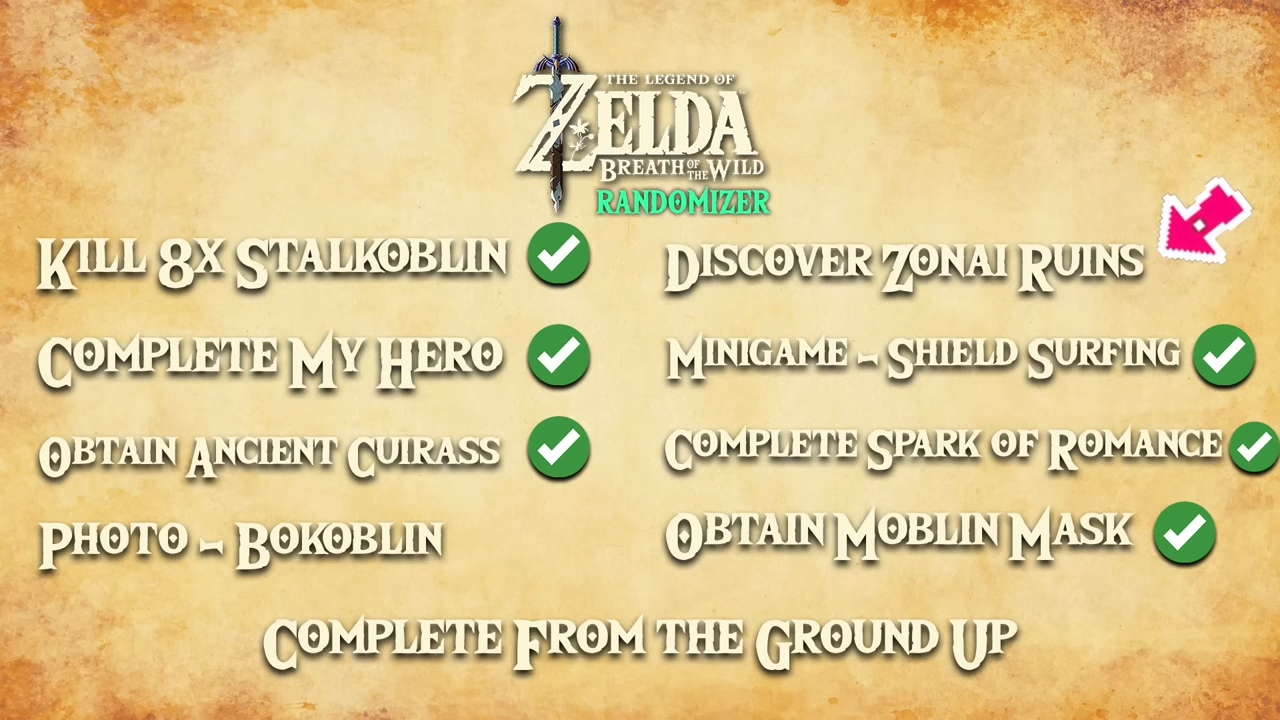 THE LEGEND OF
ZELDA
BREATH OF THE WILD
RANDOMIZER
KILL 8X STALKOBLIN
COMPLETE MY HERO
OBTAIN ANCIENT CUIRASS
PHOTO - BOKOBLIN
DISCOVER ZONAI RUINS
MINIGAME - SHIELD SURFING
COMPLETE SPARK OF ROMANCE
OBTAIN MOBLIN MASK
COMPLETE FROM THE GROUND UP